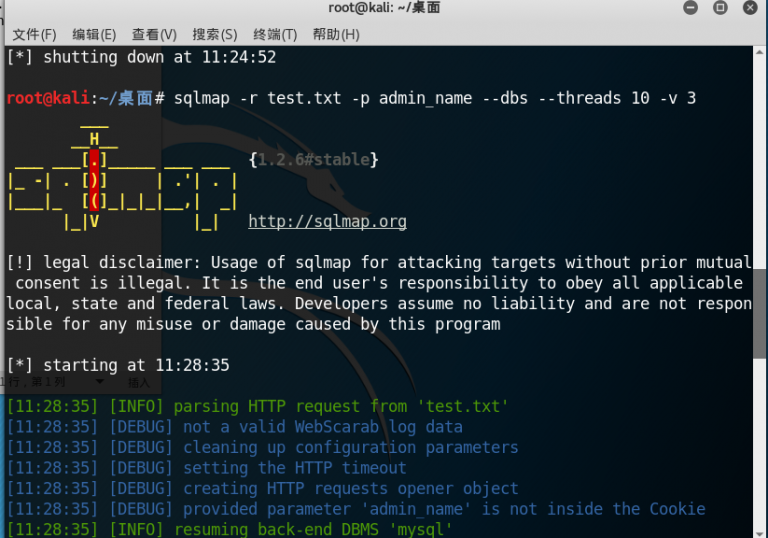 root@kali: ~/桌面
文件(F) 编辑(E) 查看(V) 搜索(S) 终端(T) 帮助(H)
[*] shutting down at 11:24:52
root@kali:~/桌面# sqlmap -r test.txt -p admin_name --dbs --threads 10 -v 3
        ___
       __H__
 ___ ___[.]_____ ___ ___  {1.2.6#stable}
|_ -| . [)]     | .'| . |
|___|_  [(]_|_|_|__,|  _|
      |_|V          |_|   http://sqlmap.org
[!] legal disclaimer: Usage of sqlmap for attacking targets without prior mutual
 consent is illegal. It is the end user's responsibility to obey all applicable
local, state and federal laws. Developers assume no liability and are not respon
sible for any misuse or damage caused by this program
[*] starting at 11:28:35
1行，第1列 插入
[11:28:35] [INFO] parsing HTTP request from 'test.txt'
[11:28:35] [DEBUG] not a valid WebScarab log data
[11:28:35] [DEBUG] cleaning up configuration parameters
[11:28:35] [DEBUG] setting the HTTP timeout
[11:28:35] [DEBUG] creating HTTP requests opener object
[11:28:35] [DEBUG] provided parameter 'admin_name' is not inside the Cookie
[11:28:35] [INFO] resuming back-end DBMS 'mysql'